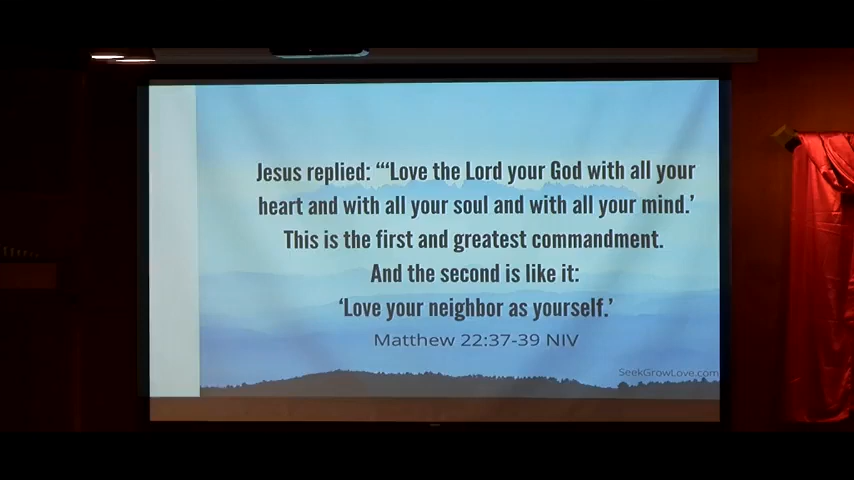 Jesus replied: “‘Love the Lord your God with all your
heart and with all your soul and with all your mind.’
This is the first and greatest commandment.
And the second is like it:
‘Love your neighbor as yourself.’
Matthew 22:37-39 NIV
SeekGrowLove.com